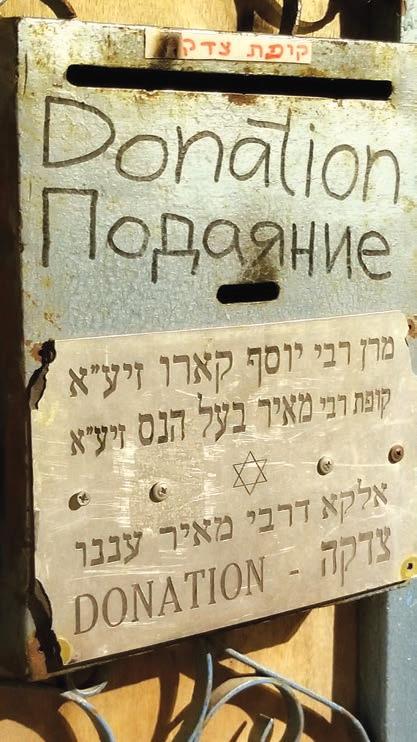 קופת צדקה
Donation
Подаяние
מרן רבי יוסף קארו זיע"א
קופת רבי מאיר בעל הנס זיע"א
אלקא דרבי מאיר עננו
צדקה - DONATION